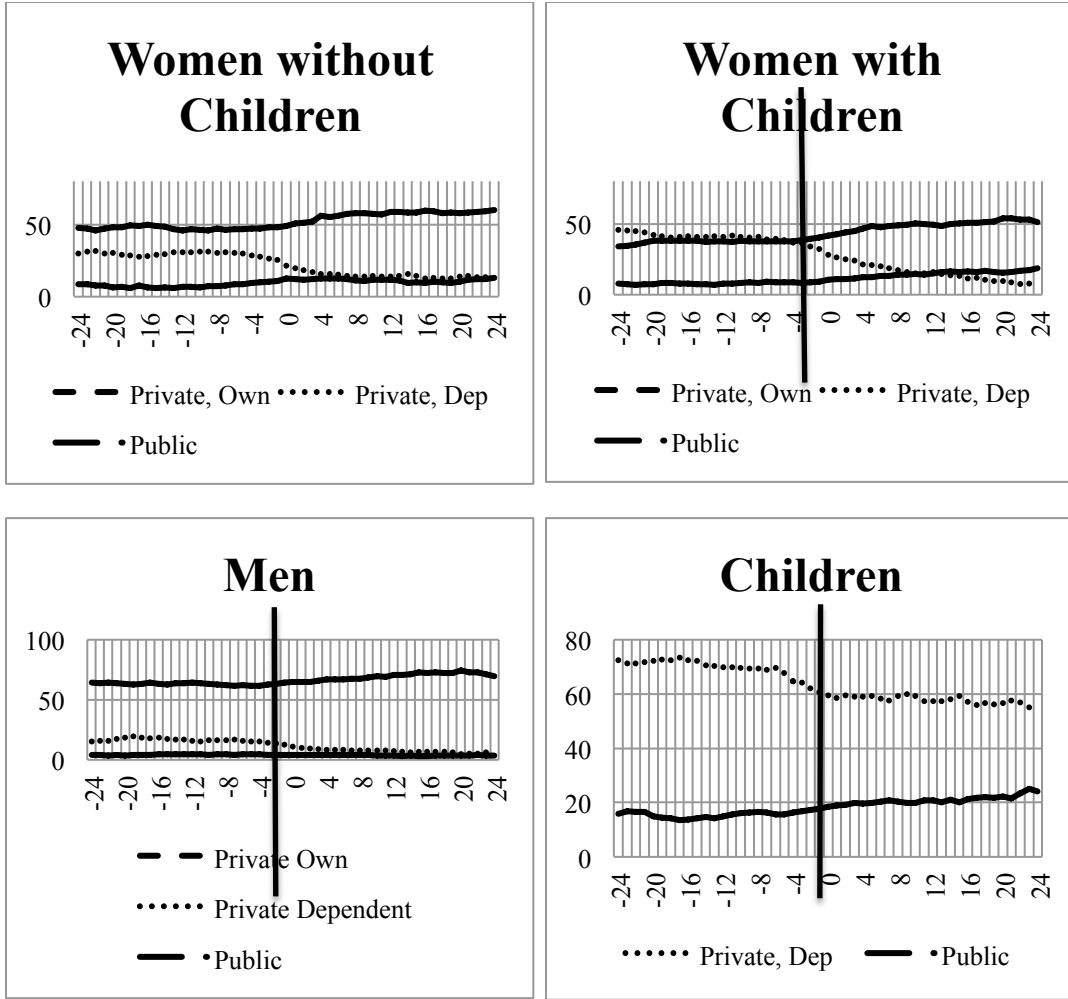 Women without
Children
50
0
-24 -20 -16 -12 -8 -4 0 4 8 12 16 20 24
Private, Own Private, Dep
Public
Women with
Children
50
0
-24 -20 -16 -12 -8 -4 0 4 8 12 16 20 24
Private, Own Private, Dep
Public
Men
100
50
0
-24 -20 -16 -12 -8 -4 0 4 8 12 16 20 24
Private Own
Private Dependent
Public
Children
80
60
40
20
0
-24 -20 -16 -12 -8 -4 0 4 8 12 16 20 24
Private, Dep Public